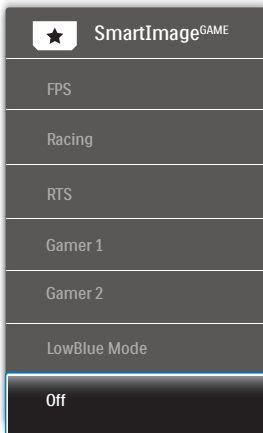 SmartImageGAME
FPS
Racing
RTS
Gamer 1
Gamer 2
LowBlue Mode
Off